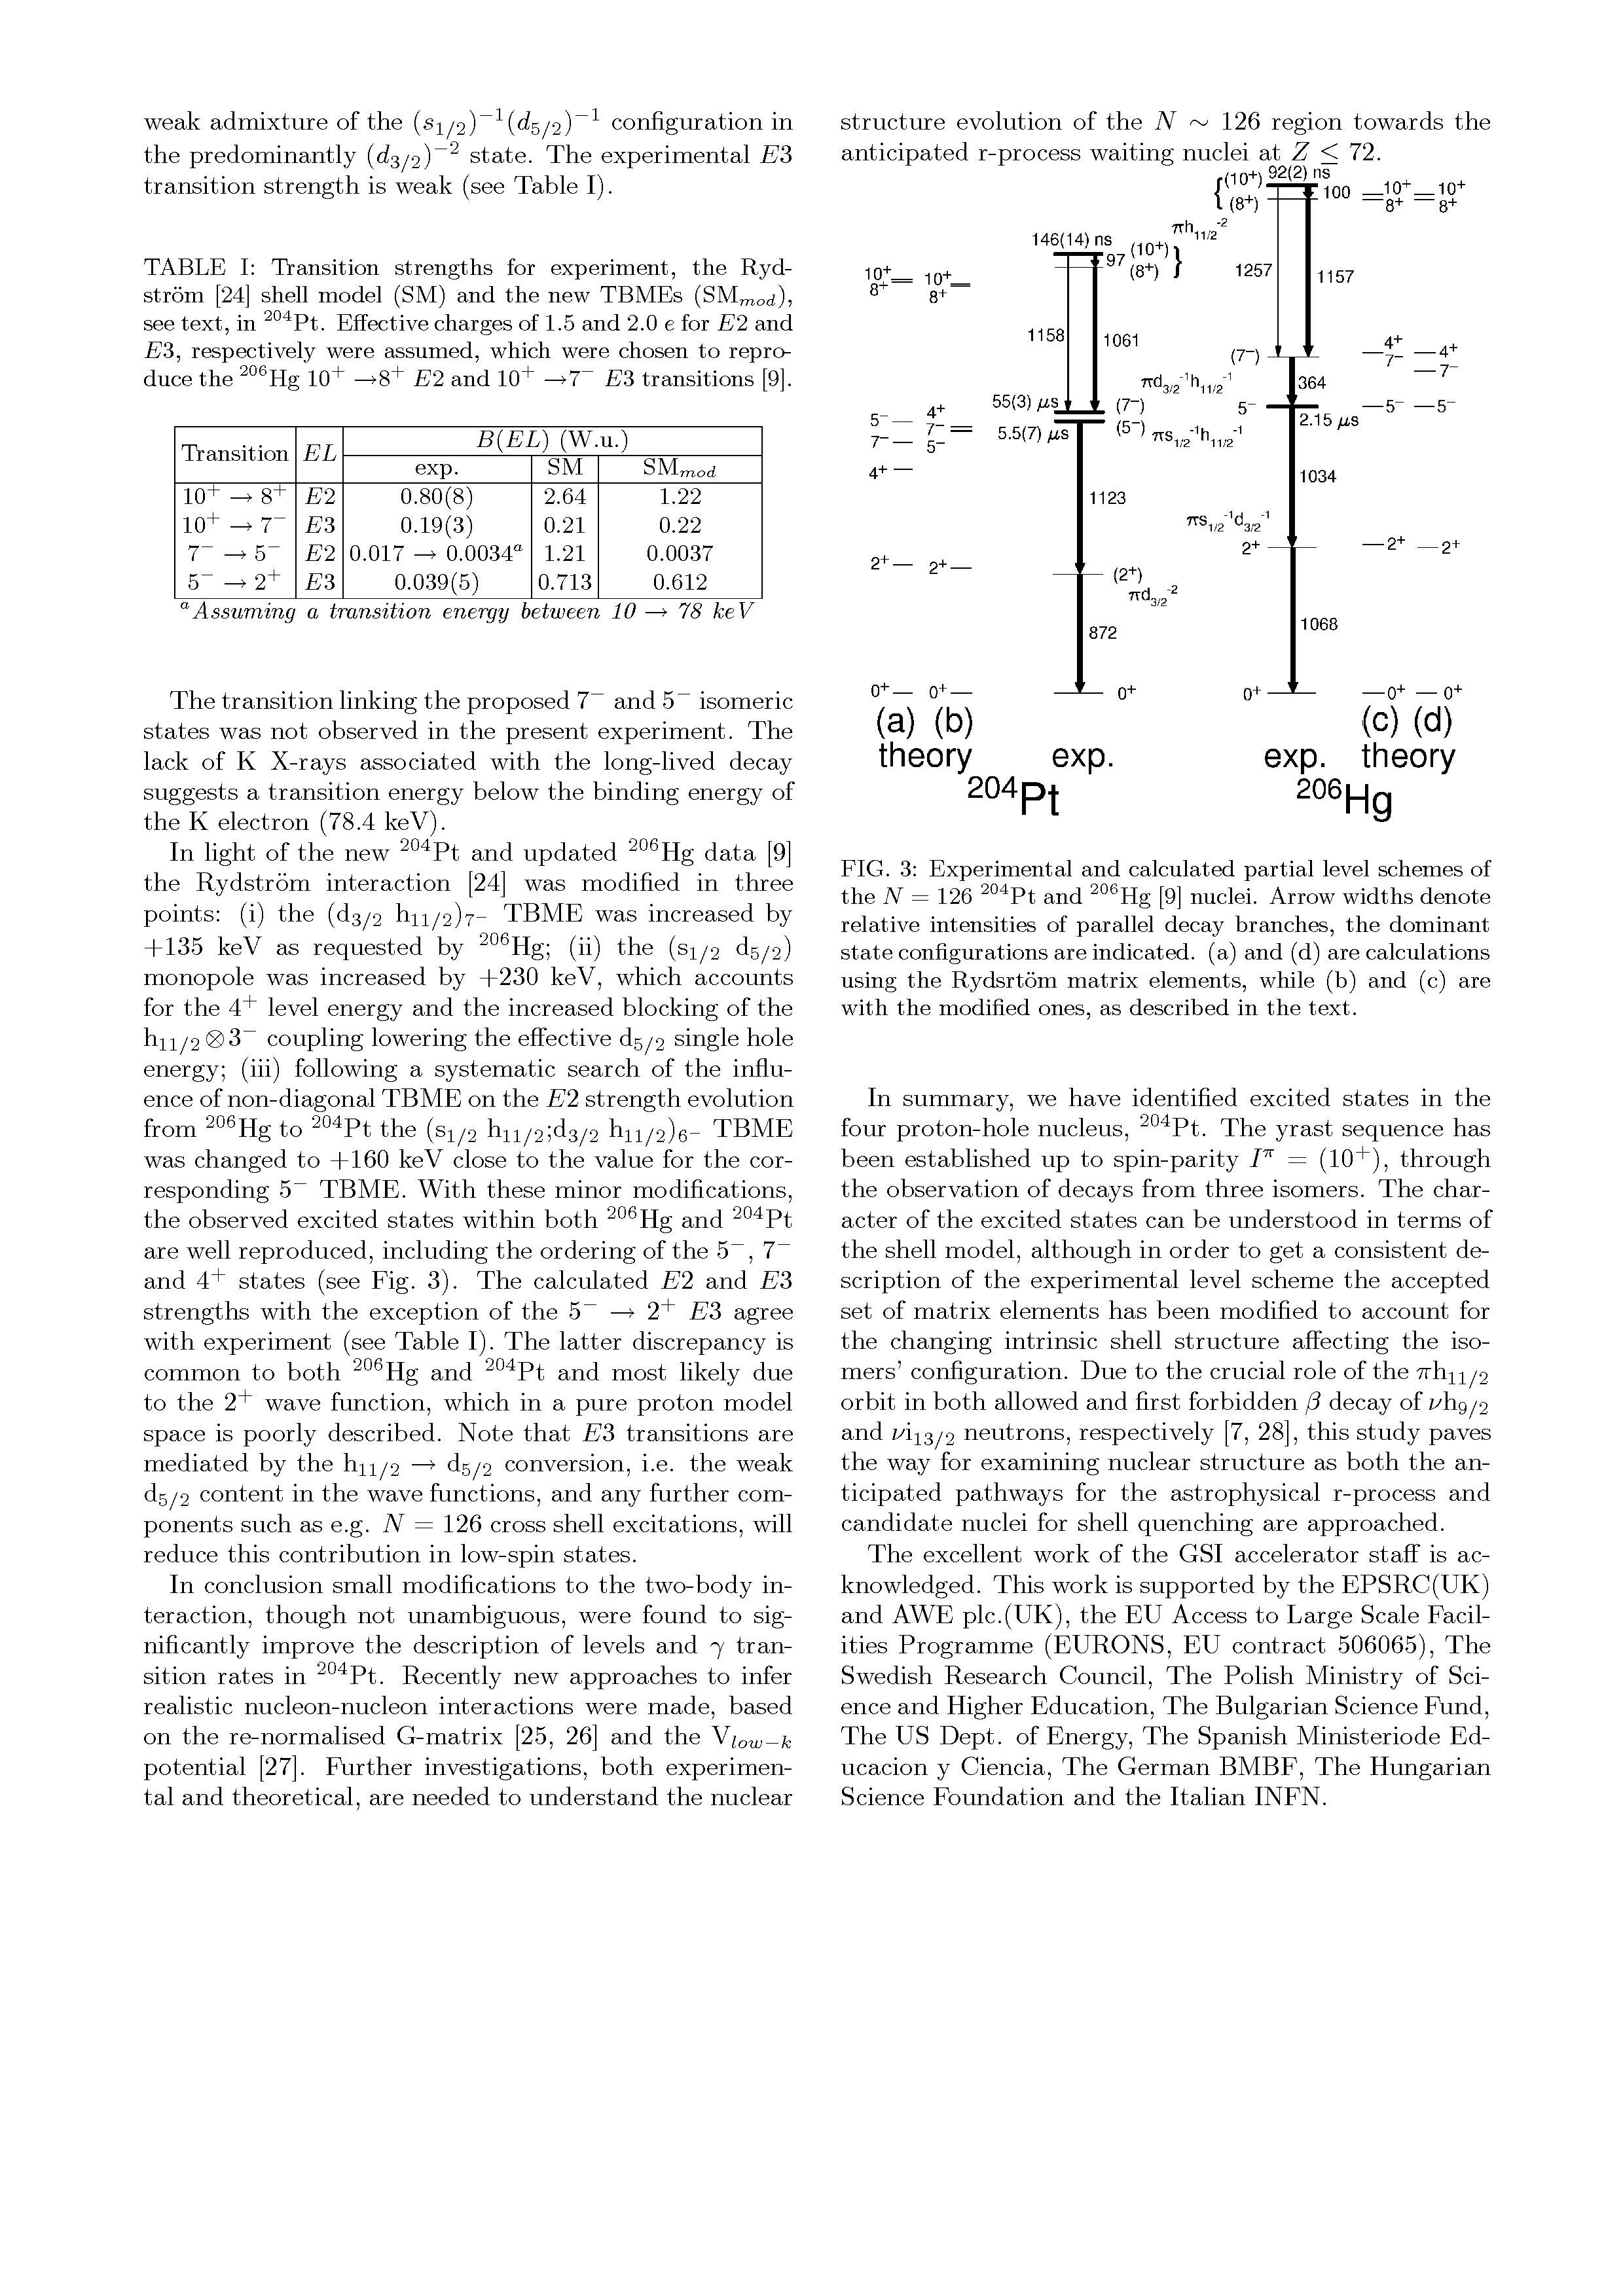 weak admixture of the (s1/2)−1(d5/2)−1 configuration in
the predominantly (d3/2)−2 state. The experimental E3
transition strength is weak (see Table I).
TABLE I: Transition strengths for experiment, the Ryd-
ström [24] shell model (SM) and the new TBMEs (SMmod),
see text, in 204Pt. Effective charges of 1.5 and 2.0 e for E2 and
E3, respectively were assumed, which were chosen to repro-
duce the 206Hg 10+ →8+ E2 and 10+ →7− E3 transitions [9].
Transition EL B(EL) (W.u.)
exp. SM SMmod
10+ → 8+ E2 0.80(8) 2.64 1.22
10+ → 7− E3 0.19(3) 0.21 0.22
7− → 5− E2 0.017 → 0.0034a 1.21 0.0037
5− → 2+ E3 0.039(5) 0.713 0.612
aAssuming a transition energy between 10 → 78 keV
The transition linking the proposed 7− and 5− isomeric
states was not observed in the present experiment. The
lack of K X-rays associated with the long-lived decay
suggests a transition energy below the binding energy of
the K electron (78.4 keV).
In light of the new 204Pt and updated 206Hg data [9]
the Rydström interaction [24] was modified in three
points: (i) the (d3/2 h11/2)7− TBME was increased by
+135 keV as requested by 206Hg; (ii) the (s1/2 d5/2)
monopole was increased by +230 keV, which accounts
for the 4+ level energy and the increased blocking of the
h11/2⊗3− coupling lowering the effective d5/2 single hole
energy; (iii) following a systematic search of the influ-
ence of non-diagonal TBME on the E2 strength evolution
from 206Hg to 204Pt the (s1/2 h11/2;d3/2 h11/2)6− TBME
was changed to +160 keV close to the value for the cor-
responding 5− TBME. With these minor modifications,
the observed excited states within both 206Hg and 204Pt
are well reproduced, including the ordering of the 5−, 7−
and 4+ states (see Fig. 3). The calculated E2 and E3
strengths with the exception of the 5− → 2+ E3 agree
with experiment (see Table I). The latter discrepancy is
common to both 206Hg and 204Pt and most likely due
to the 2+ wave function, which in a pure proton model
space is poorly described. Note that E3 transitions are
mediated by the h11/2 → d5/2 conversion, i.e. the weak
d5/2 content in the wave functions, and any further com-
ponents such as e.g. N = 126 cross shell excitations, will
reduce this contribution in low-spin states.
In conclusion small modifications to the two-body in-
teraction, though not unambiguous, were found to sig-
nificantly improve the description of levels and γ tran-
sition rates in 204Pt. Recently new approaches to infer
realistic nucleon-nucleon interactions were made, based
on the re-normalised G-matrix [25, 26] and the Vlow−k
potential [27]. Further investigations, both experimen-
tal and theoretical, are needed to understand the nuclear
structure evolution of the N ∼ 126 region towards the
anticipated r-process waiting nuclei at Z ≤ 72.
{(10+) 92(2) ns
(8+) 100 10+ 10+
8+ 8+
πh11/2-2
146(14) ns (10+)}
97 (8+)
10+ 10+
8+ 8+
1257 1157
1158 1061
(7−) 4+ 4+
7− 7−
πd3/2-1h11/2-1 364
55(3) μs (7−) 5− 5− 5−
5− 4+
7− 7−
5−
5.5(7) μs (5−) πs1/2-1h11/2-1 2.15 μs
4+
1034
1123
πs1/2-1d3/2-1
2+ 2+ 2+
2+ 2+ (2+)
πd3/2-2
872 1068
0+ 0+ 0+ 0+ 0+ 0+
(a) (b) (c) (d)
theory exp. exp. theory
204Pt 206Hg
FIG. 3: Experimental and calculated partial level schemes of
the N = 126 204Pt and 206Hg [9] nuclei. Arrow widths denote
relative intensities of parallel decay branches, the dominant
state configurations are indicated. (a) and (d) are calculations
using the Rydsrtöm matrix elements, while (b) and (c) are
with the modified ones, as described in the text.
In summary, we have identified excited states in the
four proton-hole nucleus, 204Pt. The yrast sequence has
been established up to spin-parity Iπ = (10+), through
the observation of decays from three isomers. The char-
acter of the excited states can be understood in terms of
the shell model, although in order to get a consistent de-
scription of the experimental level scheme the accepted
set of matrix elements has been modified to account for
the changing intrinsic shell structure affecting the iso-
mers' configuration. Due to the crucial role of the πh11/2
orbit in both allowed and first forbidden β decay of νh9/2
and νi13/2 neutrons, respectively [7, 28], this study paves
the way for examining nuclear structure as both the an-
ticipated pathways for the astrophysical r-process and
candidate nuclei for shell quenching are approached.
The excellent work of the GSI accelerator staff is ac-
knowledged. This work is supported by the EPSRC(UK)
and AWE plc.(UK), the EU Access to Large Scale Facil-
ities Programme (EURONS, EU contract 506065), The
Swedish Research Council, The Polish Ministry of Sci-
ence and Higher Education, The Bulgarian Science Fund,
The US Dept. of Energy, The Spanish Ministeriode Ed-
ucacion y Ciencia, The German BMBF, The Hungarian
Science Foundation and the Italian INFN.